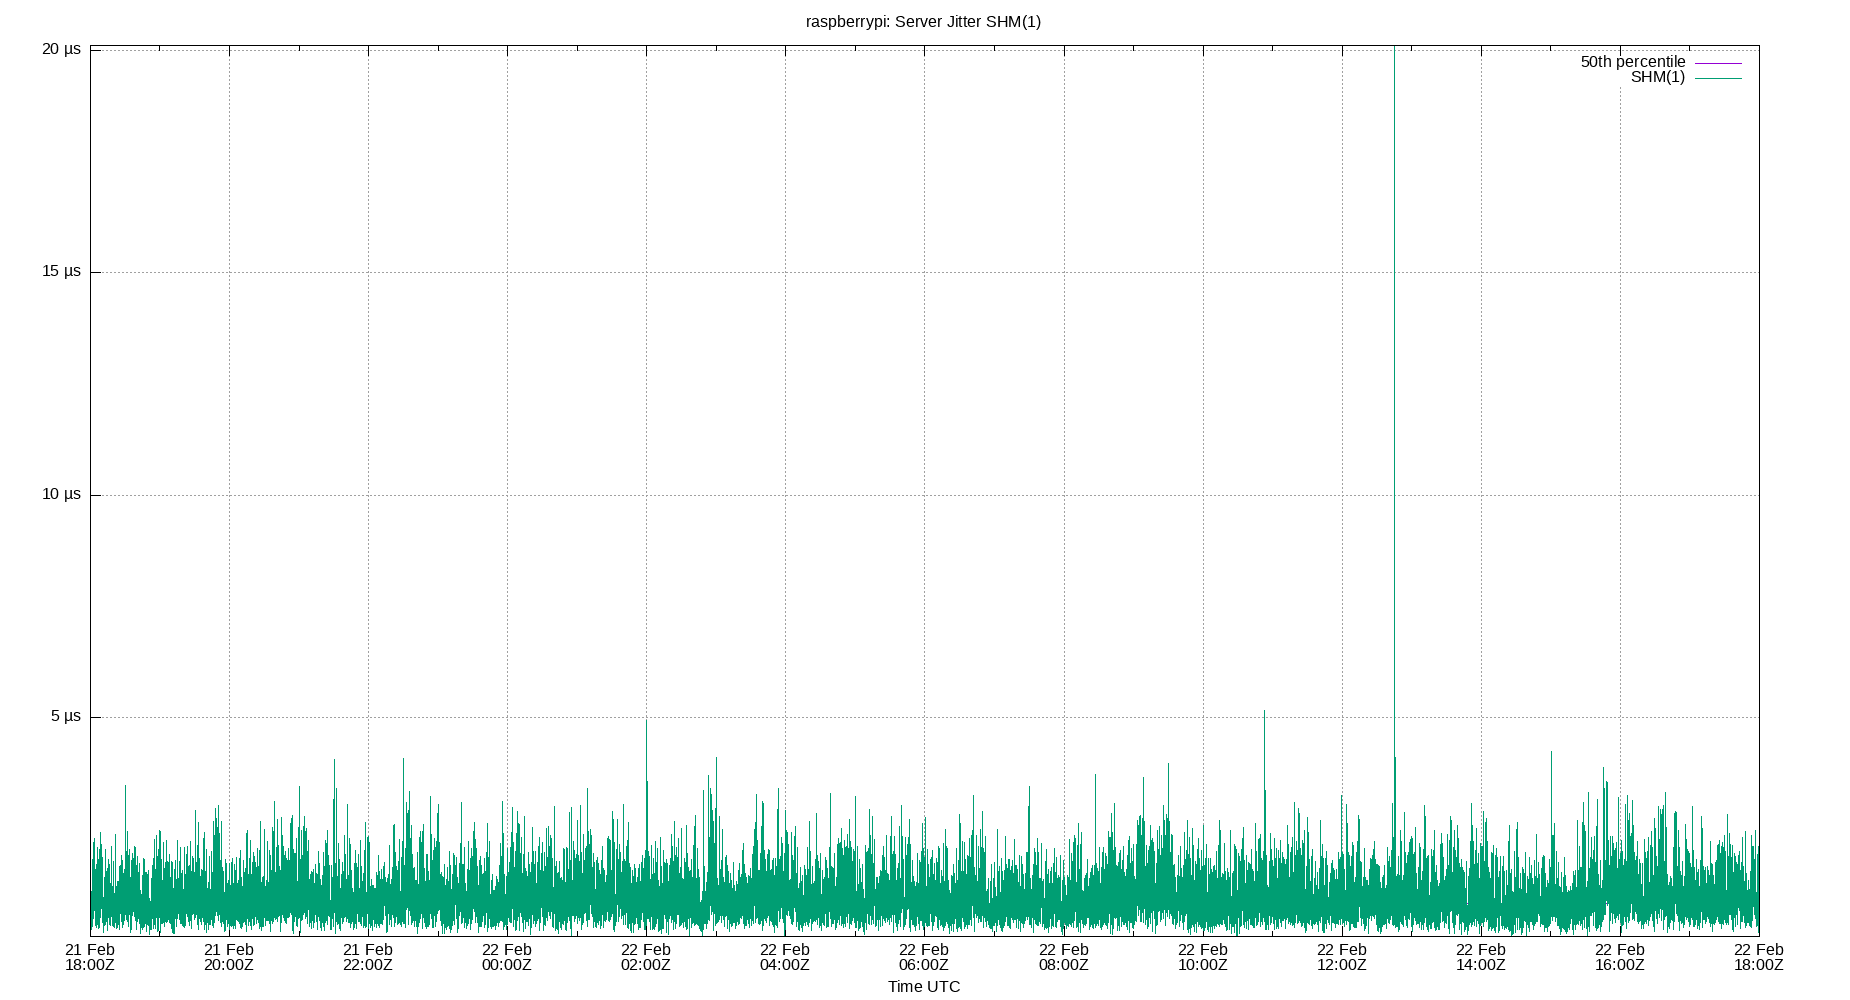 raspberrypi: Server Jitter SHM(1)
20 µs
50th percentile
SHM(1)
15 µs
10 µs
5 µs
21 Feb 21 Feb 21 Feb 22 Feb 22 Feb 22 Feb 22 Feb 22 Feb 22 Feb 22 Feb 22 Feb 22 Feb 22 Feb
18:00Z 20:00Z 22:00Z 00:00Z 02:00Z 04:00Z 06:00Z 08:00Z 10:00Z 12:00Z 14:00Z 16:00Z 18:00Z
Time UTC